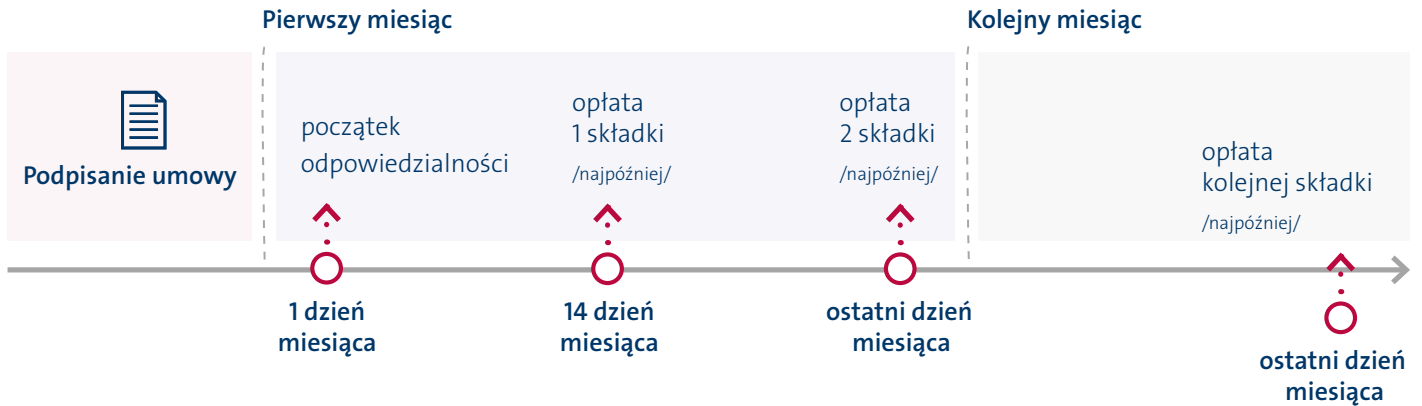 Pierwszy miesiąc
Kolejny miesiąc
Podpisanie umowy
początek
odpowiedzialności
opłata
1 składki
/najpóźniej/
opłata
2 składki
/najpóźniej/
opłata
kolejnej składki
/najpóźniej/
1 dzień
miesiąca
14 dzień
miesiąca
ostatni dzień
miesiąca
ostatni dzień
miesiąca